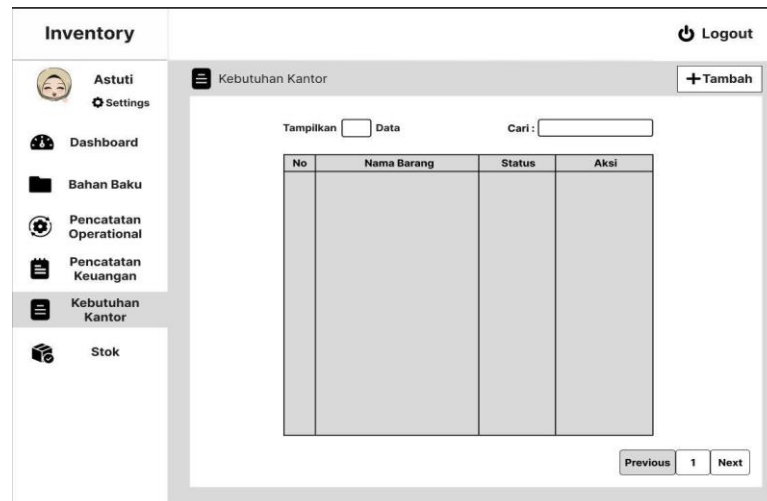 Inventory
Logout
Astuti
Settings
Dashboard
Bahan Baku
Pencatatan
Operational
Pencatatan
Keuangan
Kebutuhan
Kantor
Stok
Kebutuhan Kantor
+Tambah
Tampilkan Data Cari :
No Nama Barang Status Aksi
Previous 1 Next